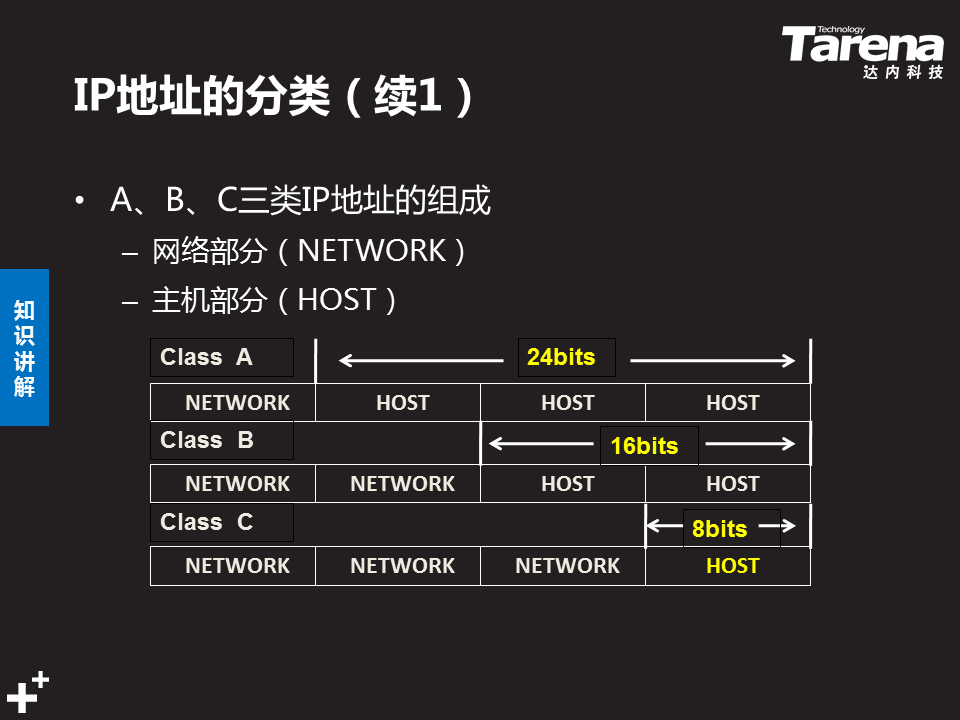 Technology
Tarena
达内科技
IP地址的分类（续1）
• A、B、C三类IP地址的组成
– 网络部分（NETWORK）
– 主机部分（HOST）
知识讲解
Class A 24bits
NETWORK HOST HOST HOST
Class B 16bits
NETWORK NETWORK HOST HOST
Class C 8bits
NETWORK NETWORK NETWORK HOST